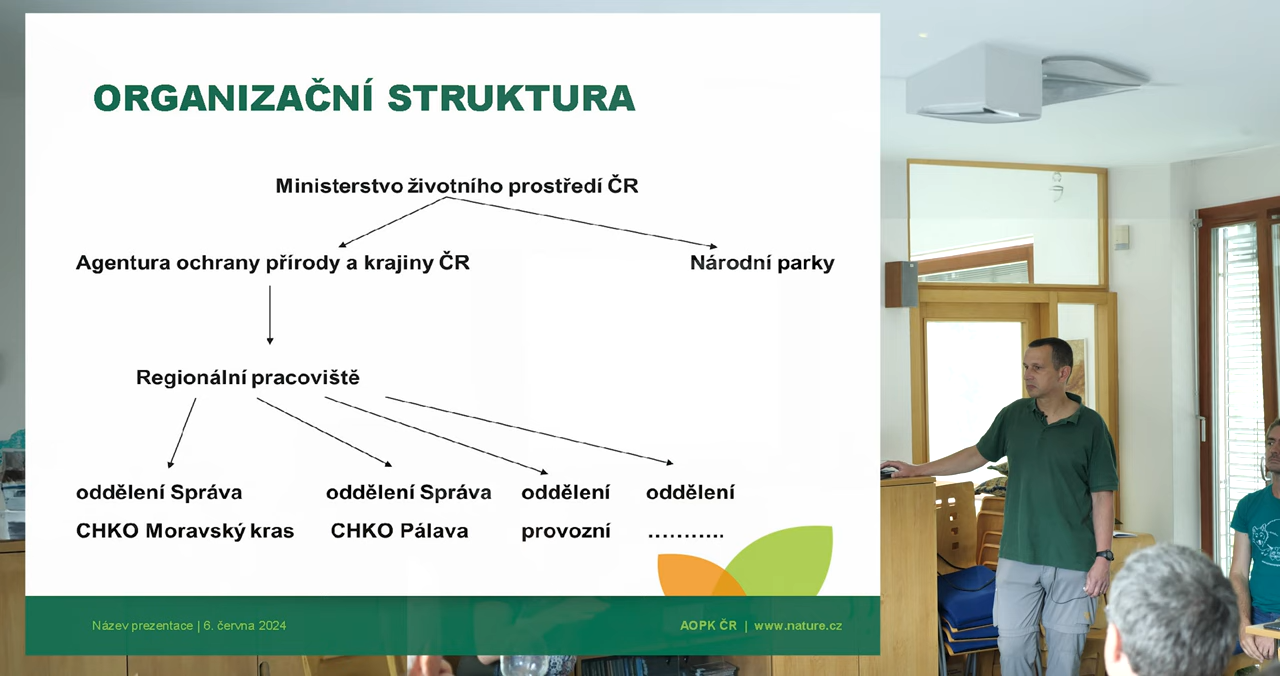 ORGANIZAČNÍ STRUKTURA
Ministerstvo životního prostředí ČR
Agentura ochrany přírody a krajiny ČR
Národní parky
Regionální pracoviště
oddělení Správa
CHKO Moravský kras
oddělení Správa
CHKO Pálava
oddělení
provozní
oddělení
...........
Název prezentace | 6. června 2024
AOPK ČR | www.nature.cz